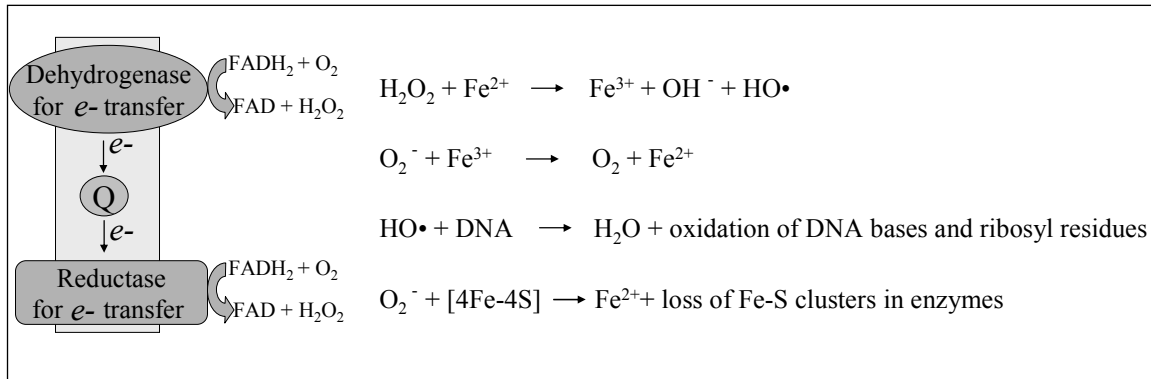 Dehydrogenase
for e- transfer
FADH₂ + O₂
FAD + H₂O₂
e-
Q
e-
Reductase
for e- transfer
FADH₂ + O₂
FAD + H₂O₂
H₂O₂ + Fe²⁺ → Fe³⁺ + OH ⁻ + HO•
O₂ ⁻ + Fe³⁺ → O₂ + Fe²⁺
HO• + DNA → H₂O + oxidation of DNA bases and ribosyl residues
O₂ ⁻ + [4Fe-4S] → Fe²⁺+ loss of Fe-S clusters in enzymes